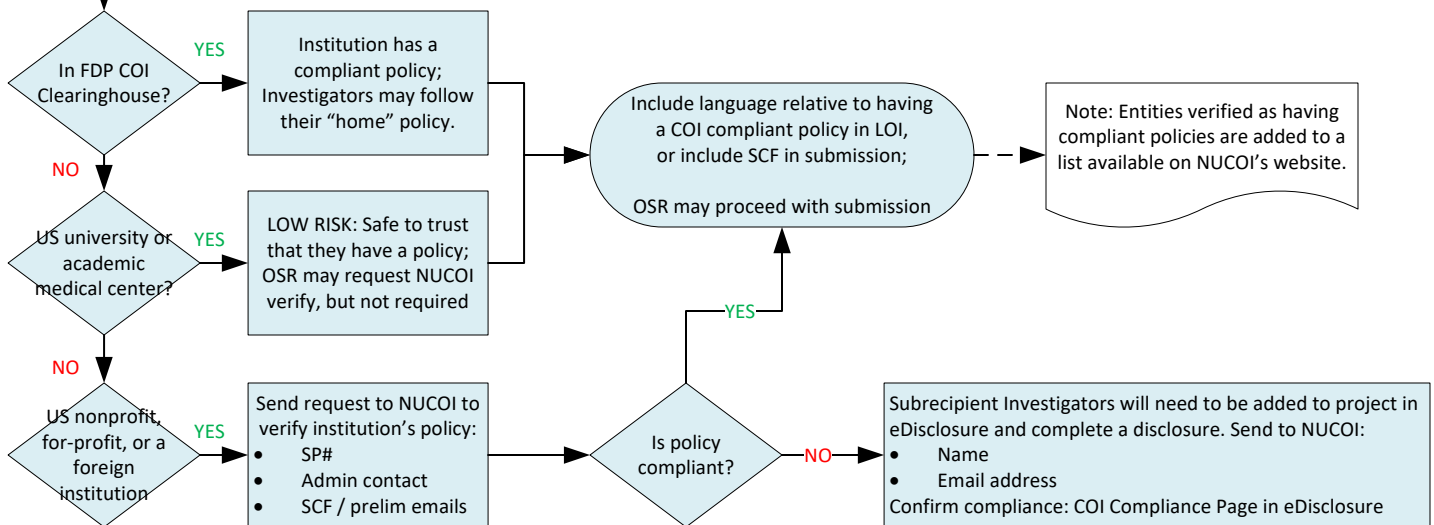 In FDP COI
Clearinghouse?
YES
Institution has a
compliant policy;
Investigators may follow
their “home” policy.
NO
US university or
academic
medical center?
YES
LOW RISK: Safe to trust
that they have a policy;
OSR may request NUCOI
verify, but not required
Include language relative to having
a COI compliant policy in LOI,
or include SCF in submission;
OSR may proceed with submission
Note: Entities verified as having
compliant policies are added to a
list available on NUCOI’s website.
NO
US nonprofit,
for-profit, or a
foreign
institution
YES
Send request to NUCOI to
verify institution’s policy:
• SP#
• Admin contact
• SCF / prelim emails
Is policy
compliant?
YES
NO
Subrecipient Investigators will need to be added to project in
eDisclosure and complete a disclosure. Send to NUCOI:
• Name
• Email address
Confirm compliance: COI Compliance Page in eDisclosure